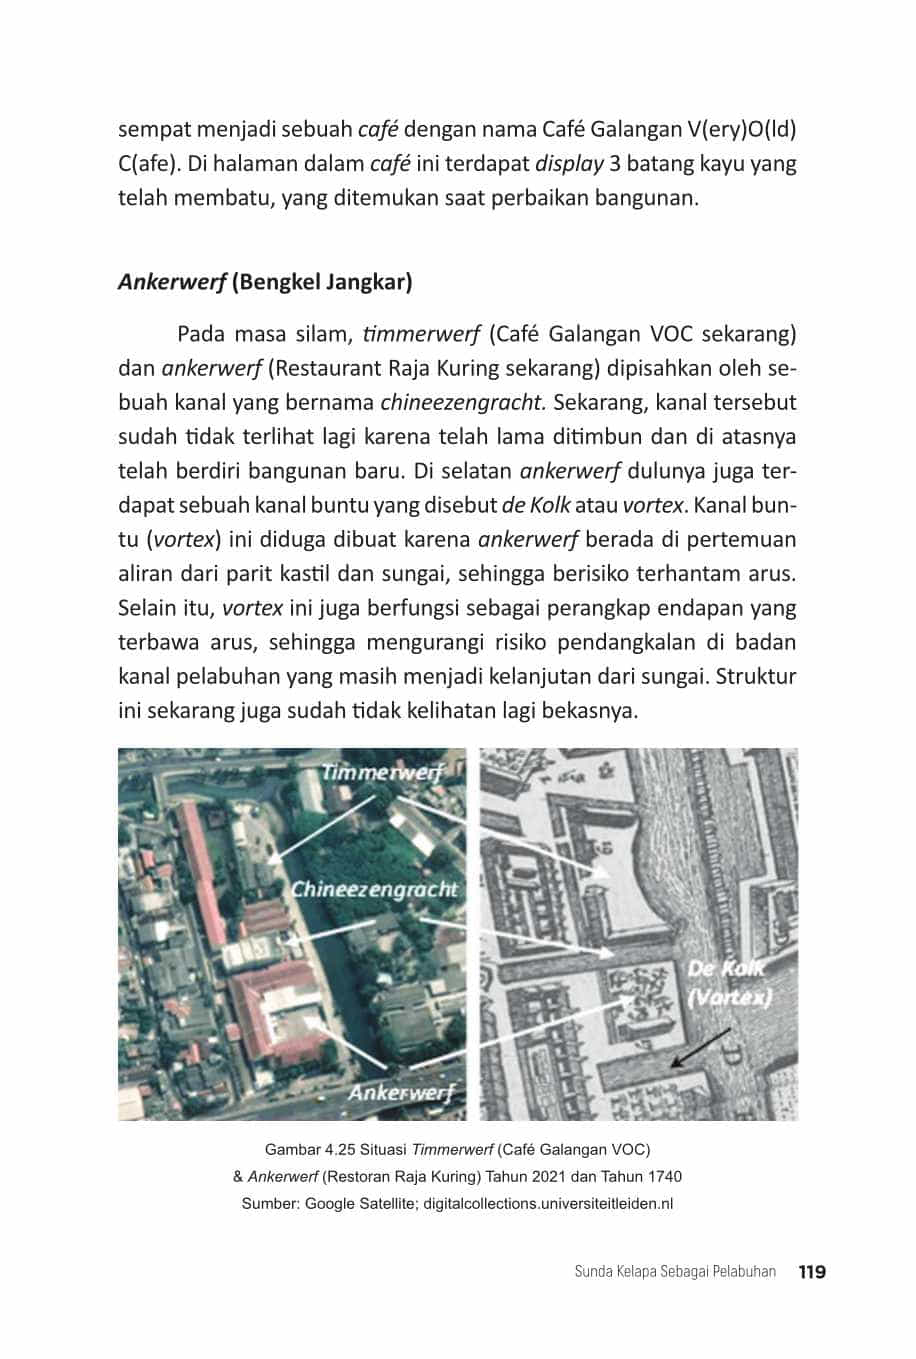 sempat menjadi sebuah café dengan nama Café Galangan V(ery)O(ld)
C(afe). Di halaman dalam café ini terdapat display 3 batang kayu yang
telah membatu, yang ditemukan saat perbaikan bangunan.
Ankerwerf (Bengkel Jangkar)
Pada masa silam, timmerwerf (Café Galangan VOC sekarang)
dan ankerwerf (Restaurant Raja Kuring sekarang) dipisahkan oleh se-
buah kanal yang bernama chineezengracht. Sekarang, kanal tersebut
sudah tidak terlihat lagi karena telah lama ditimbun dan di atasnya
telah berdiri bangunan baru. Di selatan ankerwerf dulunya juga ter-
dapat sebuah kanal buntu yang disebut de Kolk atau vortex. Kanal bun-
tu (vortex) ini diduga dibuat karena ankerwerf berada di pertemuan
aliran dari parit kastil dan sungai, sehingga berisiko terhantam arus.
Selain itu, vortex ini juga berfungsi sebagai perangkap endapan yang
terbawa arus, sehingga mengurangi risiko pendangkalan di badan
kanal pelabuhan yang masih menjadi kelanjutan dari sungai. Struktur
ini sekarang juga sudah tidak kelihatan lagi bekasnya.
Timmerwerf
Chineezengracht
De Kolk
(Vortex)
D
Ankerwerf
Gambar 4.25 Situasi Timmerwerf (Café Galangan VOC)
& Ankerwerf (Restoran Raja Kuring) Tahun 2021 dan Tahun 1740
Sumber: Google Satellite; digitalcollections.universiteitleiden.nl
Sunda Kelapa Sebagai Pelabuhan 119